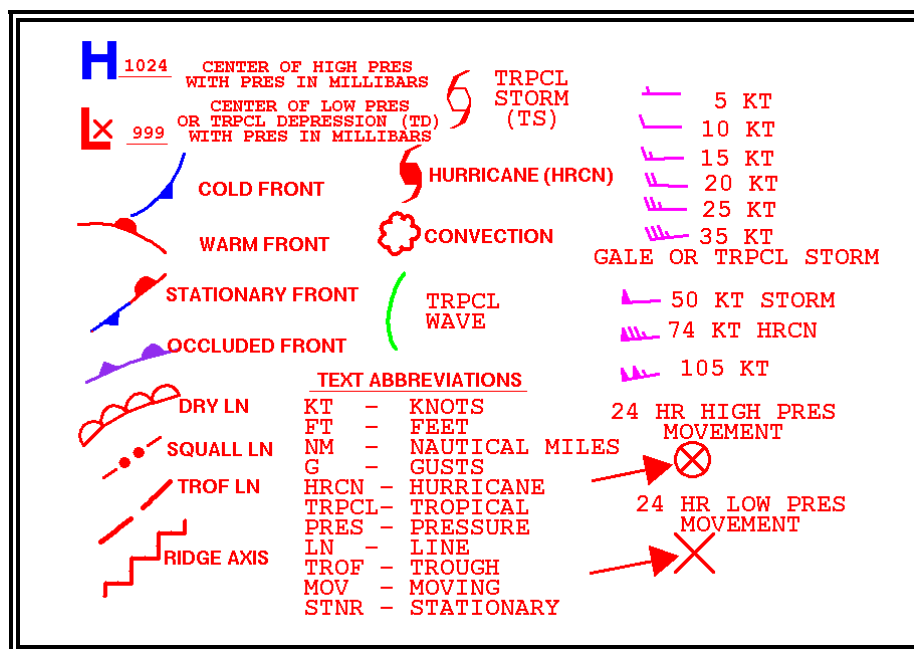 H 1024 CENTER OF HIGH PRES
WITH PRES IN MILLIBARS
L× 999 CENTER OF LOW PRES
OR TRPCL DEPRESSION (TD)
WITH PRES IN MILLIBARS
COLD FRONT
WARM FRONT
STATIONARY FRONT
OCCLUDED FRONT
DRY LN
SQUALL LN
TROF LN
RIDGE AXIS
TRPCL
STORM
(TS)
HURRICANE (HRCN)
CONVECTION
TRPCL
WAVE
TEXT ABBREVIATIONS
KT – KNOTS
FT – FEET
NM – NAUTICAL MILES
G – GUSTS
HRCN – HURRICANE
TRPCL– TROPICAL
PRES – PRESSURE
LN – LINE
TROF – TROUGH
MOV – MOVING
STNR – STATIONARY
5 KT
10 KT
15 KT
20 KT
25 KT
35 KT
GALE OR TRPCL STORM
50 KT STORM
74 KT HRCN
105 KT
24 HR HIGH PRES
MOVEMENT
24 HR LOW PRES
MOVEMENT